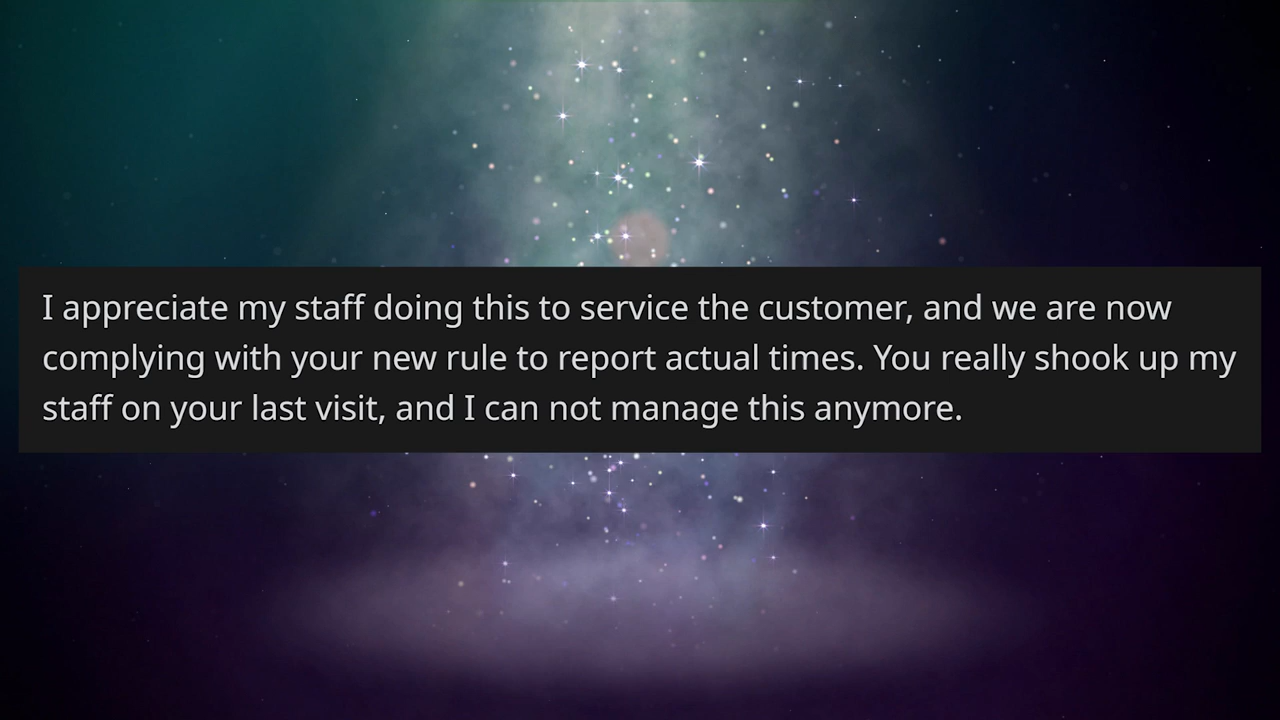 I appreciate my staff doing this to service the customer, and we are now
complying with your new rule to report actual times. You really shook up my
staff on your last visit, and I can not manage this anymore.